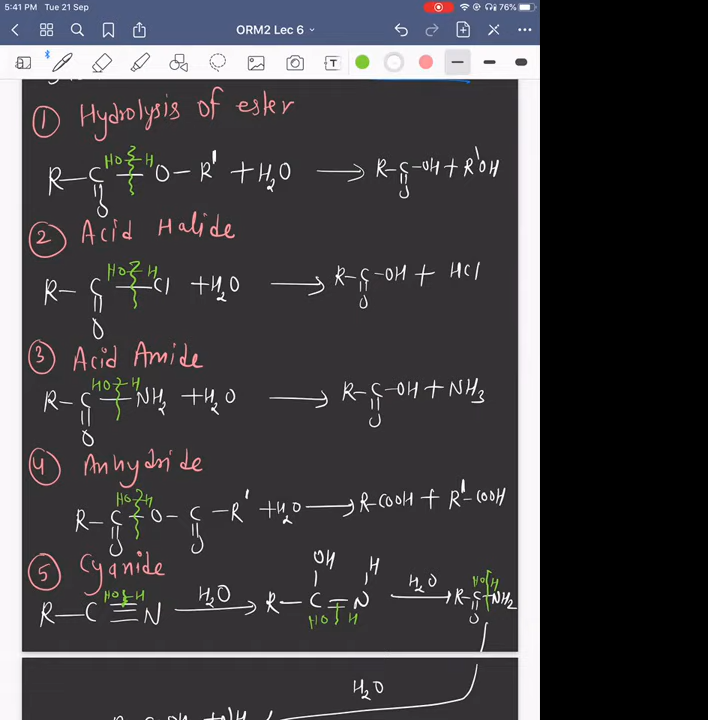 5:41 PM Tue 21 Sep 76%
ORM2 Lec 6
T
① Hydrolysis of ester
R-C(=O)-O-R' + H2O → R-C(=O)-OH + R'OH
HO H
② Acid Halide
R-C(=O)-Cl + H2O → R-C(=O)-OH + HCl
HO H
③ Acid Amide
R-C(=O)-NH2 + H2O → R-C(=O)-OH + NH3
HO H
④ Anhydride
R-C(=O)-O-C(=O)-R' + H2O → R-COOH + R'-COOH
HO H
⑤ Cyanide
R-C≡N →(H2O) R-C(OH)=N-H →(H2O) R-C(=O)-NH2
HO-H HO H HO H
H2O